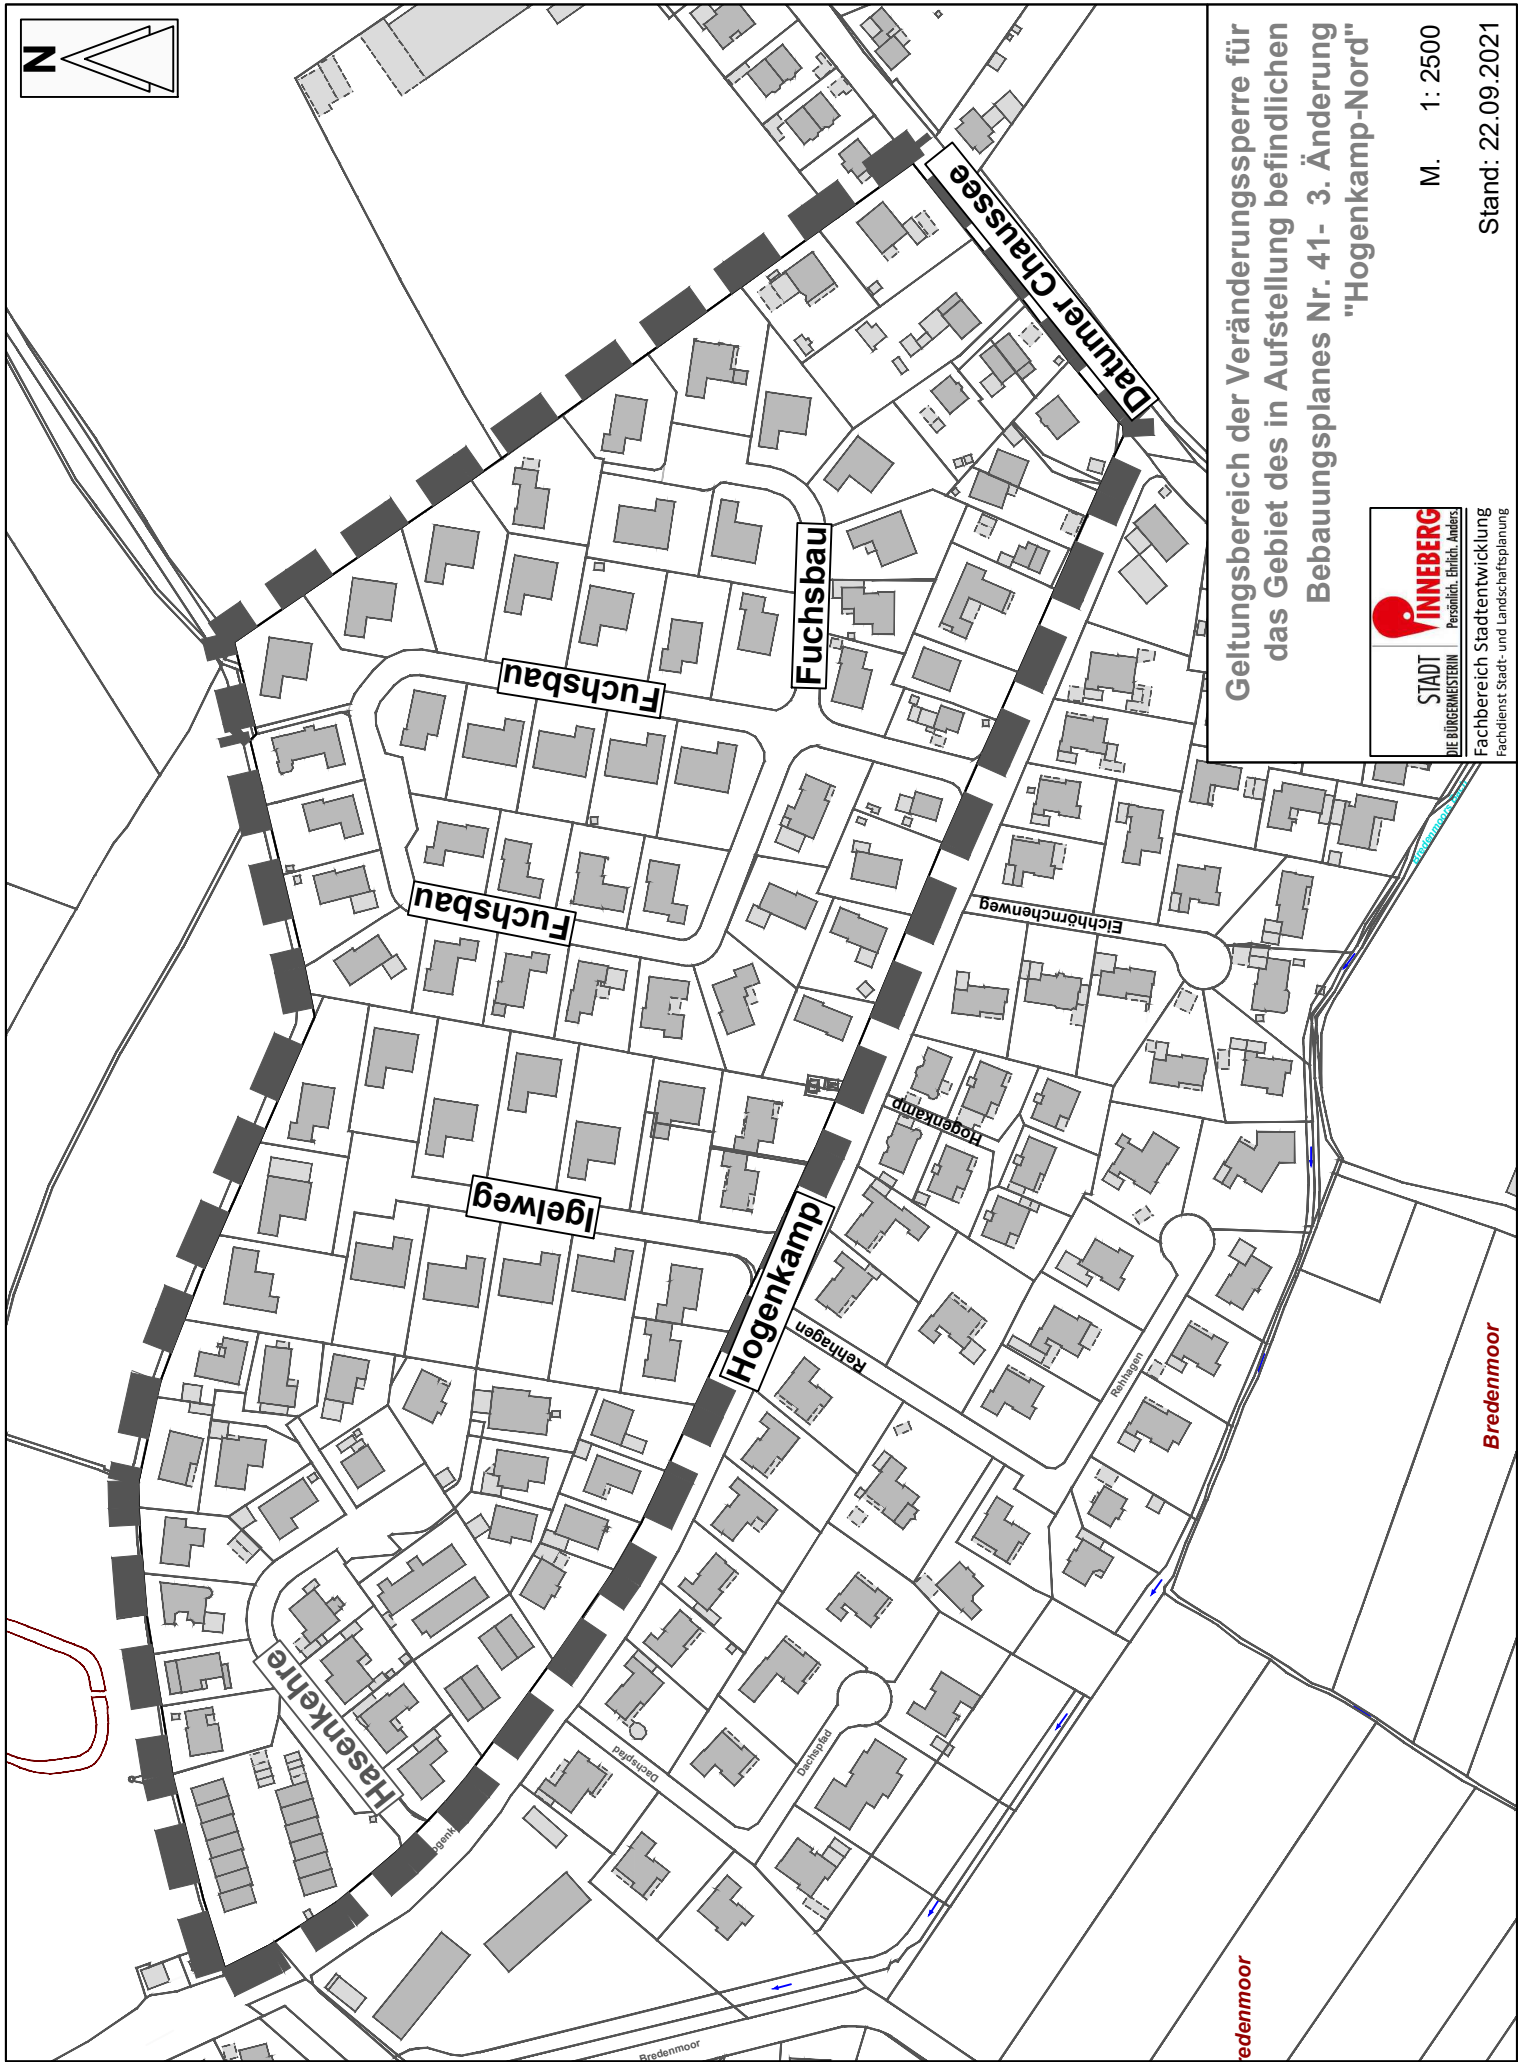 N
Geltungsbereich der Veränderungssperre für
das Gebiet des in Aufstellung befindlichen
Bebauungsplanes Nr. 41- 3. Änderung
"Hogenkamp-Nord"
M. 1: 2500
Stand: 22.09.2021
STADT PINNEBERG
DIE BÜRGERMEISTERIN Persönlich. Ehrlich. Anders.
Fachbereich Stadtentwicklung
Fachdienst Stadt- und Landschaftsplanung
Datumer Chaussee
Fuchsbau
Fuchsbau
Fuchsbau
Igelweg
Hogenkamp
Hasenkehre
Eichhörnchenweg
Hogenkamp
Rehhagen
Rehhagen
Dachspfad
Dachspfad
Bredenmoor
Bredenmoor
redenmoor
ogenk